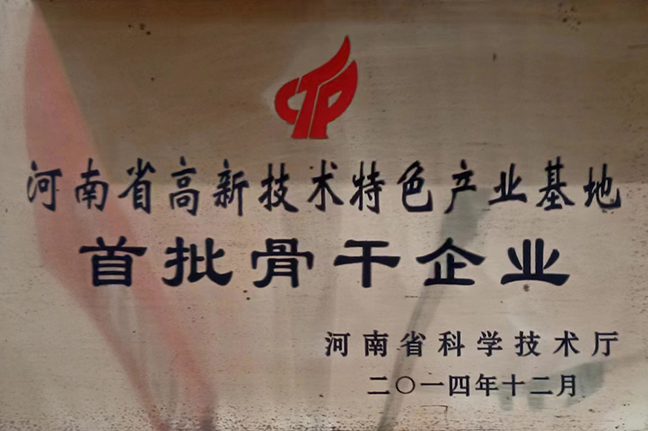 河南省高新技术特色产业基地
首批骨干企业
河南省科学技术厅
二〇一四年十二月